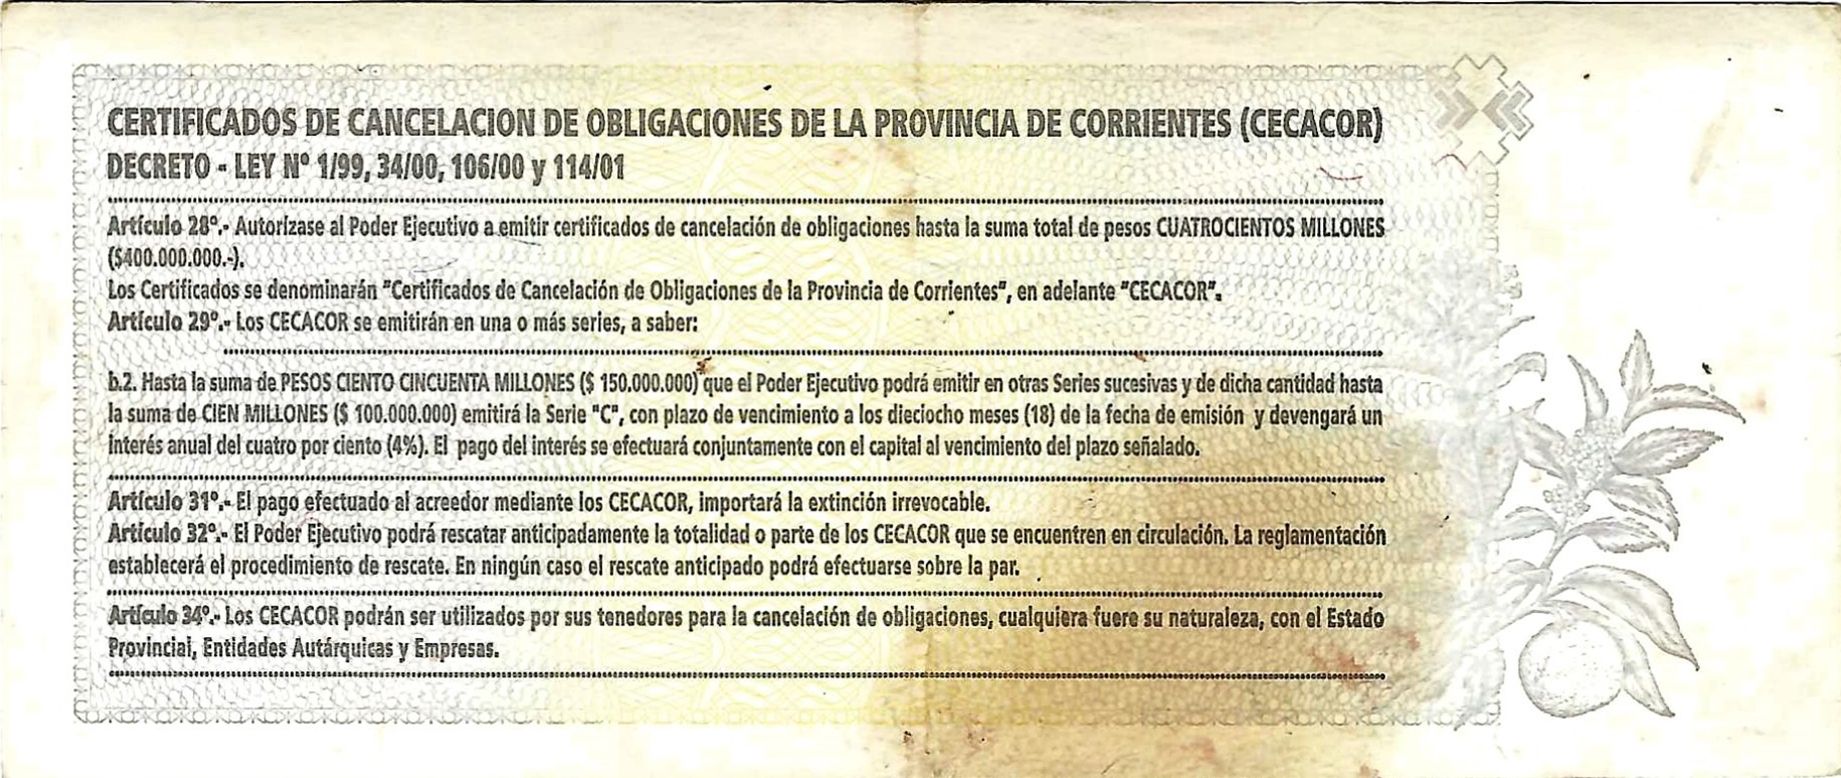 CERTIFICADOS DE CANCELACION DE OBLIGACIONES DE LA PROVINCIA DE CORRIENTES (CECACOR)
DECRETO - LEY Nº 1/99, 34/00, 106/00 y 114/01
Artículo 28º.- Autorízase al Poder Ejecutivo a emitir certificados de cancelación de obligaciones hasta la suma total de pesos CUATROCIENTOS MILLONES
($400.000.000.-).
Los Certificados se denominarán "Certificados de Cancelación de Obligaciones de la Provincia de Corrientes", en adelante "CECACOR".
Artículo 29º.- Los CECACOR se emitirán en una o más series, a saber:
b.2. Hasta la suma de PESOS CIENTO CINCUENTA MILLONES ($ 150.000.000) que el Poder Ejecutivo podrá emitir en otras Series sucesivas y de dicha cantidad hasta
la suma de CIEN MILLONES ($ 100.000.000) emitirá la Serie "C", con plazo de vencimiento a los dieciocho meses (18) de la fecha de emisión y devengará un
interés anual del cuatro por ciento (4%). El pago del interés se efectuará conjuntamente con el capital al vencimiento del plazo señalado.
Artículo 31º.- El pago efectuado al acreedor mediante los CECACOR, importará la extinción irrevocable.
Artículo 32º.- El Poder Ejecutivo podrá rescatar anticipadamente la totalidad o parte de los CECACOR que se encuentren en circulación. La reglamentación
establecerá el procedimiento de rescate. En ningún caso el rescate anticipado podrá efectuarse sobre la par.
Artículo 34º.- Los CECACOR podrán ser utilizados por sus tenedores para la cancelación de obligaciones, cualquiera fuere su naturaleza, con el Estado
Provincial, Entidades Autárquicas y Empresas.